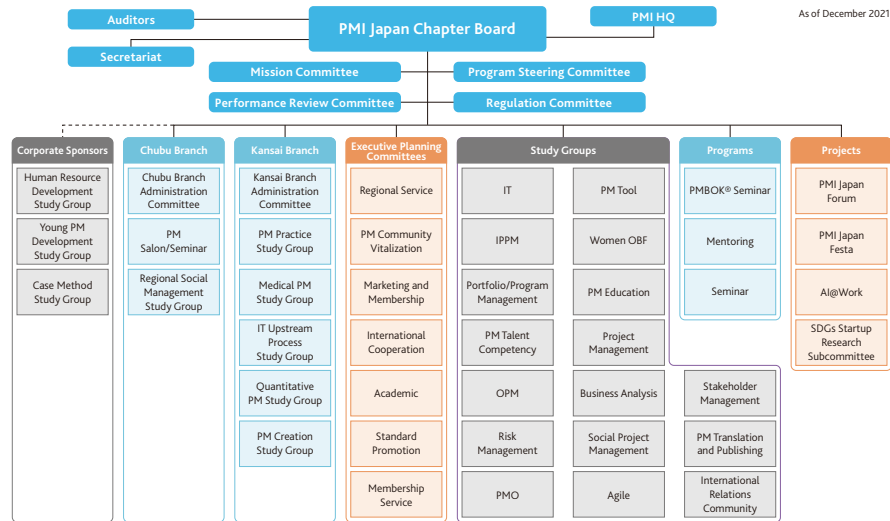 Auditors
PMI Japan Chapter Board
PMI HQ
As of December 2021
Secretariat
Mission Committee
Program Steering Committee
Performance Review Committee
Regulation Committee
Corporate Sponsors
Human Resource
Development
Study Group
Young PM
Development
Study Group
Case Method
Study Group
Chubu Branch
Chubu Branch
Administration
Committee
PM
Salon/Seminar
Regional Social
Management
Study Group
Kansai Branch
Kansai Branch
Administration
Committee
PM Practice
Study Group
Medical PM
Study Group
IT Upstream
Process
Study Group
Quantitative
PM Study Group
PM Creation
Study Group
Executive Planning
Committees
Regional Service
PM Community
Vitalization
Marketing and
Membership
International
Cooperation
Academic
Standard
Promotion
Membership
Service
Study Groups
IT
IPPM
Portfolio/Program
Management
PM Talent
Competency
OPM
Risk
Management
PMO
PM Tool
Women OBF
PM Education
Project
Management
Business Analysis
Social Project
Management
Agile
Stakeholder
Management
PM Translation
and Publishing
International
Relations
Community
Programs
PMBOK® Seminar
Mentoring
Seminar
Projects
PMI Japan
Forum
PMI Japan
Festa
AI@Work
SDGs Startup
Research
Subcommittee